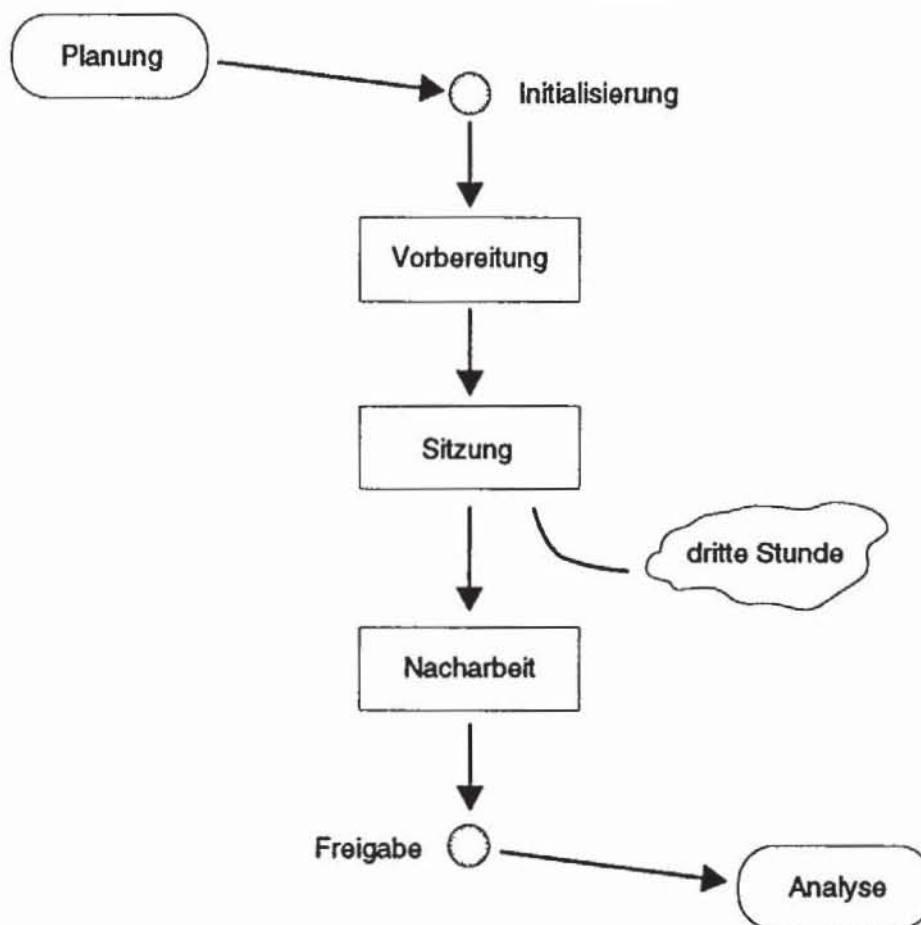 Planung
Initialisierung
Vorbereitung
Sitzung
dritte Stunde
Nacharbeit
Freigabe
Analyse